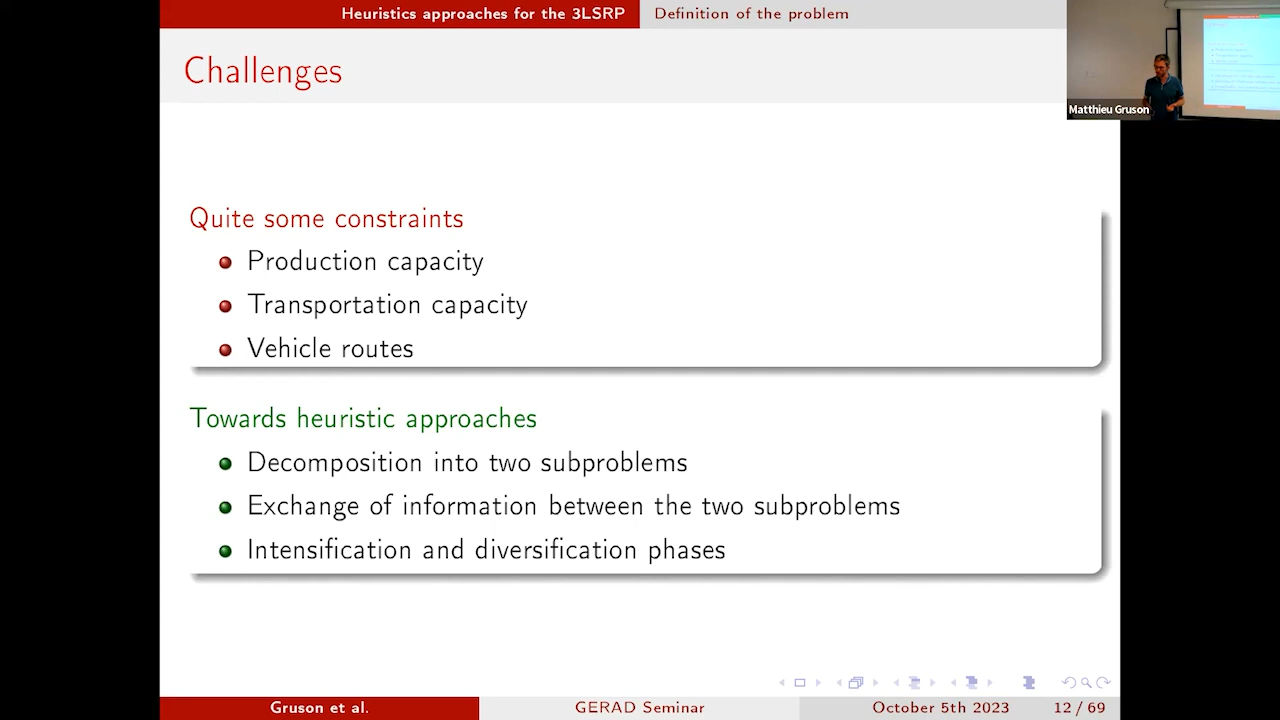 Heuristics approaches for the 3LSRP
Definition of the problem
Challenges
Matthieu Gruson
Quite some constraints
Production capacity
Transportation capacity
Vehicle routes
Towards heuristic approaches
Decomposition into two subproblems
Exchange of information between the two subproblems
Intensification and diversification phases
Gruson et al.
GERAD Seminar
October 5th 2023
12 / 69